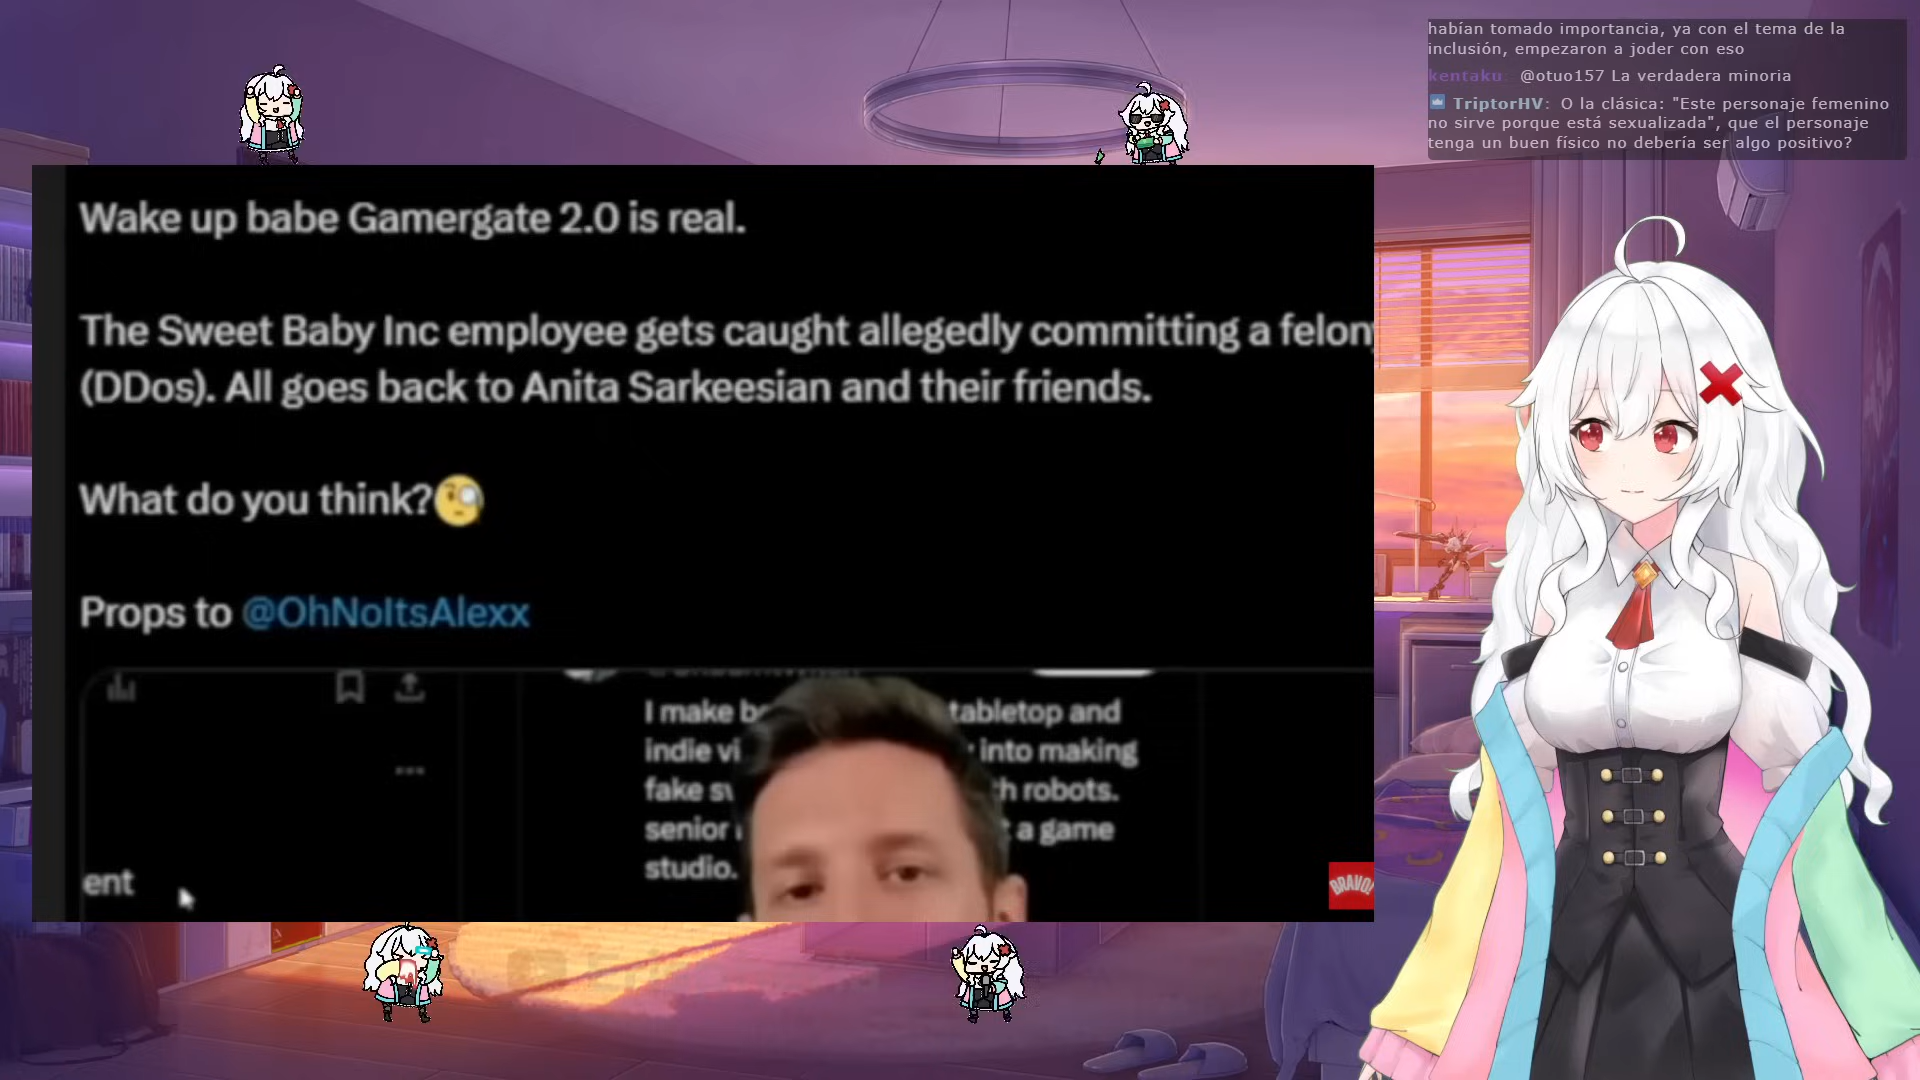 habían tomado importancia, ya con el tema de la
inclusión, empezaron a joder con eso
kentaku: @otuo157 La verdadera minoria
TriptorHV: O la clásica: "Este personaje femenino
no sirve porque está sexualizada", que el personaje
tenga un buen físico no debería ser algo positivo?
Wake up babe Gamergate 2.0 is real.
The Sweet Baby Inc employee gets caught allegedly committing a felony
(DDos). All goes back to Anita Sarkeesian and their friends.
What do you think?
Props to @OhNoItsAlexx
I make tabletop and
indie into making
fake robots.
senior a game
studio.
ent
BRAVO!